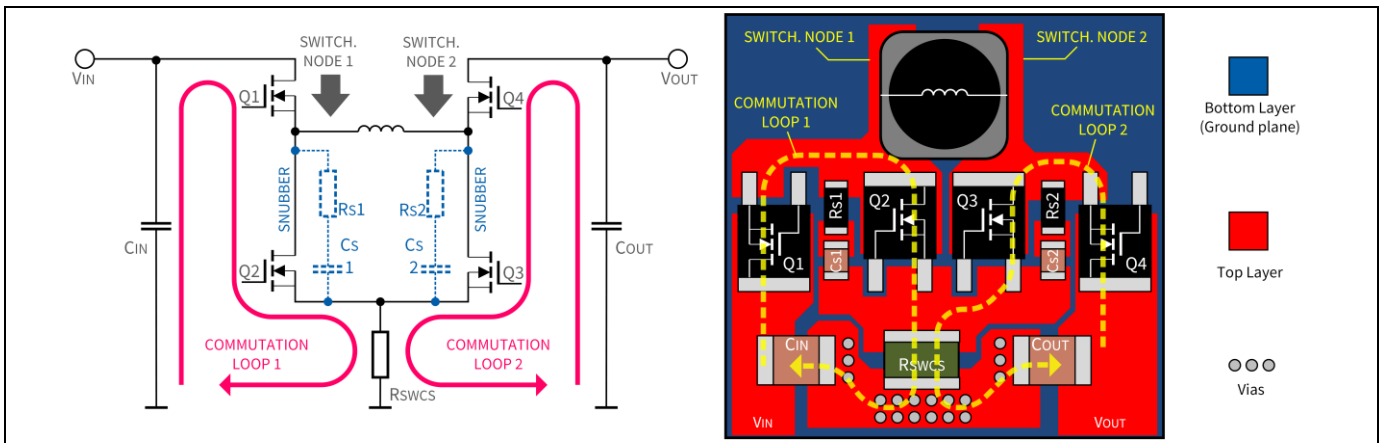 SWITCH.
NODE 1
SWITCH.
NODE 2
VIN
VOUT
Q1
Q4
SNUBBER
RS1
RS2
SNUBBER
CS
1
CS
2
CIN
COUT
Q2
Q3
COMMUTATION
LOOP 1
COMMUTATION
LOOP 2
RSWCS
SWITCH. NODE 1
SWITCH. NODE 2
COMMUTATION
LOOP 1
COMMUTATION
LOOP 2
Q1
Rs1
Cs1
Q2
Q3
Rs2
Cs2
Q4
CIN
RSWCS
COUT
VIN
VOUT
Bottom Layer
(Ground plane)
Top Layer
Vias